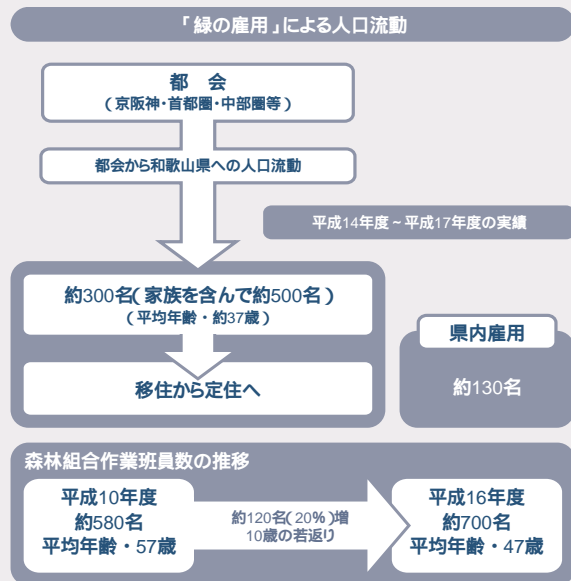 「緑の雇用」による人口流動
都　会
(京阪神・首都圏・中部圏等)
都会から和歌山県への人口流動
平成14年度~平成17年度の実績
約300名(家族を含んで約500名)
(平均年齢・約37歳)
移住から定住へ
県内雇用
約130名
森林組合作業班員数の推移
平成10年度
約580名
平均年齢・57歳
約120名(20%)増
10歳の若返り
平成16年度
約700名
平均年齢・47歳